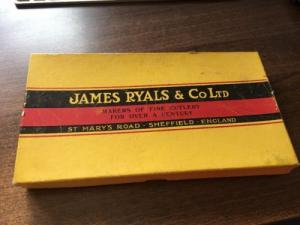 JAMES RYALS & CO LTD
MAKERS OF FINE CUTLERY
FOR OVER A CENTURY
ST MARY'S ROAD - SHEFFIELD - ENGLAND